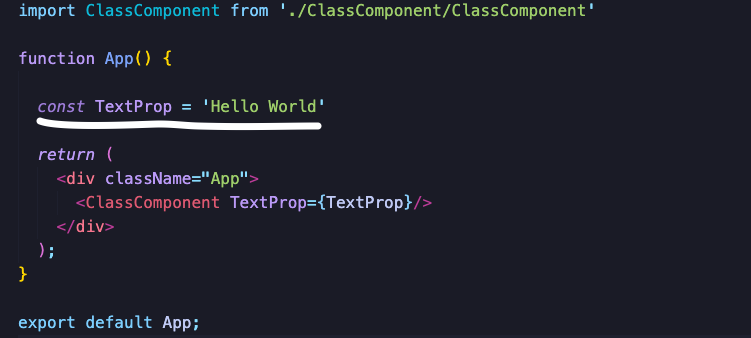 import ClassComponent from './ClassComponent/ClassComponent'
function App() {
const TextProp = 'Hello World'
return (
<div className="App">
<ClassComponent TextProp={TextProp}/>
</div>
);
}
export default App;